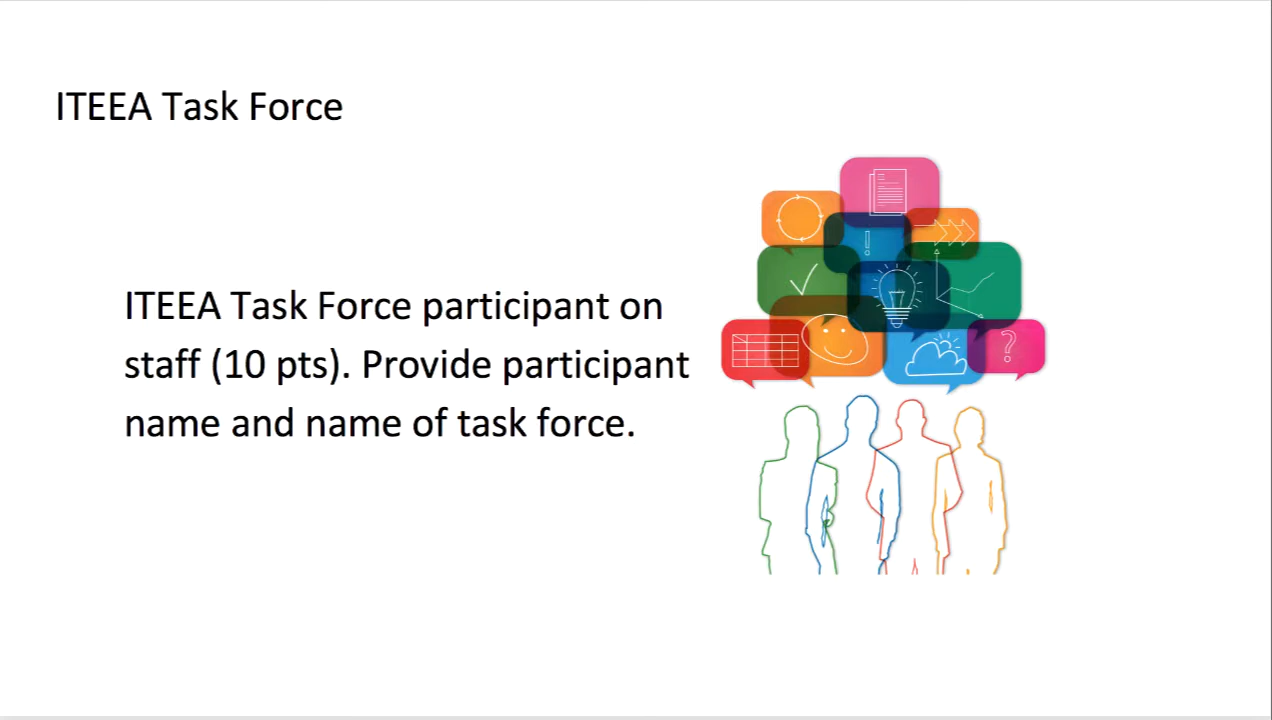 ITEEA Task Force
ITEEA Task Force participant on
staff (10 pts). Provide participant
name and name of task force.
!
?